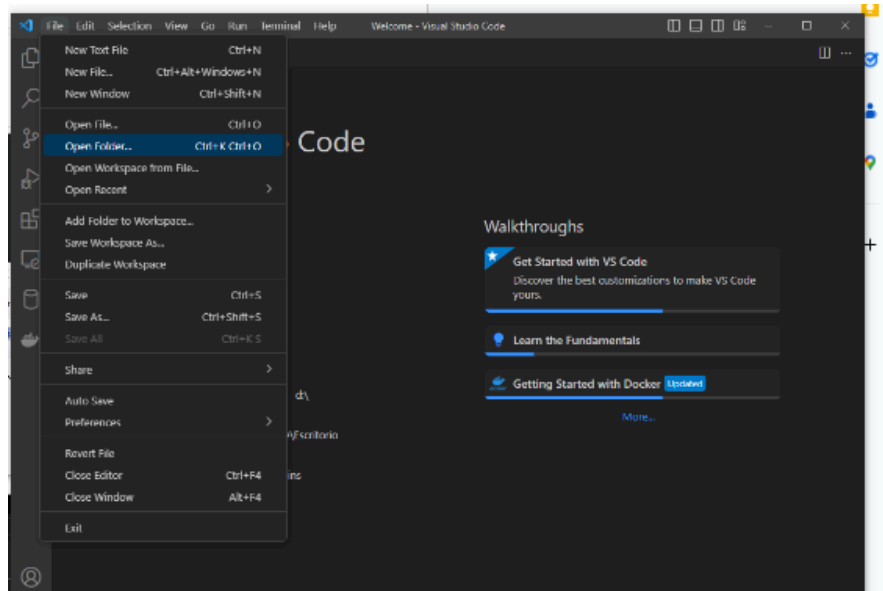 File Edit Selection View Go Run Terminal Help Welcome - Visual Studio Code
New Text File Ctrl+N
New File... Ctrl+Alt+Windows+N
New Window Ctrl+Shift+N
Open File... Ctrl+O
Open Folder... Ctrl+K Ctrl+O
Open Workspace from File...
Open Recent
Add Folder to Workspace...
Save Workspace As...
Duplicate Workspace
Save Ctrl+S
Save As... Ctrl+Shift+S
Save All Ctrl+K S
Share
Auto Save
Preferences
Revert File
Close Editor Ctrl+F4
Close Window Alt+F4
Exit
Code
d:\
\Escritorio
ins
Walkthroughs
Get Started with VS Code
Discover the best customizations to make VS Code
yours.
Learn the Fundamentals
Getting Started with Docker Updated
More...